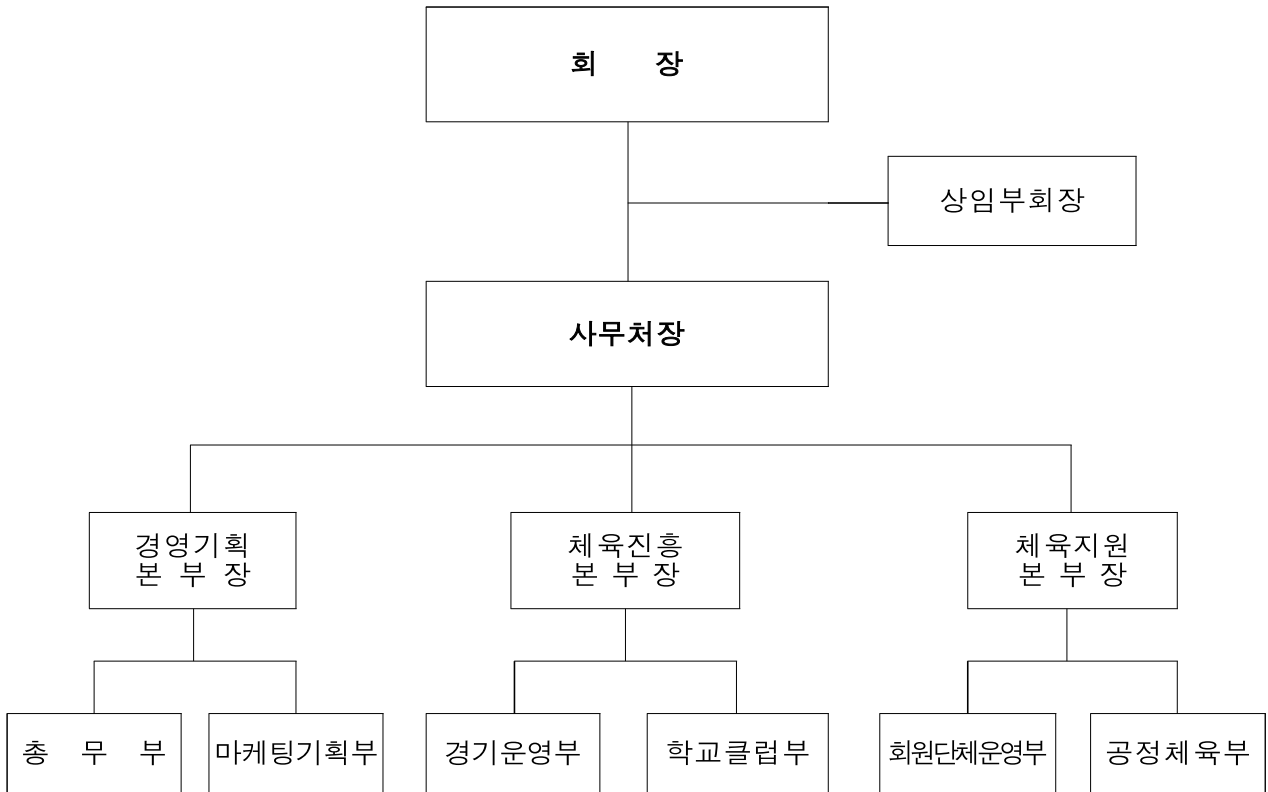 회 장
상임부회장
사무처장
경영기획
본 부 장
체육진흥
본 부 장
체육지원
본 부 장
총 무 부
마케팅기획부
경기운영부
학교클럽부
회원단체운영부
공정체육부